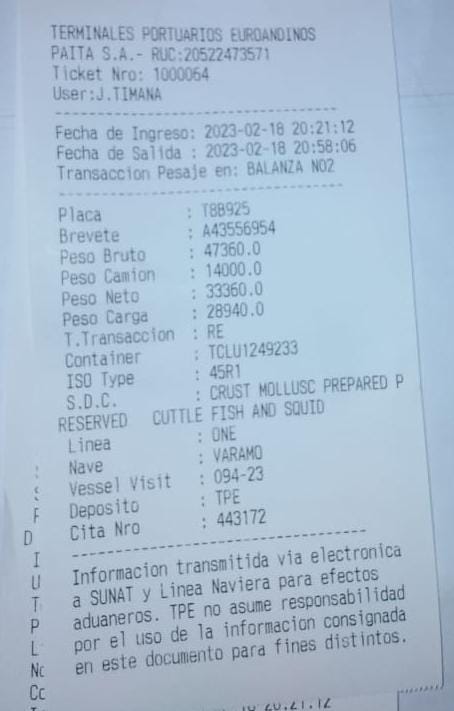 TERMINALES PORTUARIOS EUROANDINOS
PAITA S.A.- RUC:20522473571
Ticket Nro: 1000064
User:J.TIMANA
Fecha de Ingreso: 2023-02-18 20:21:12
Fecha de Salida : 2023-02-18 20:58:06
Transaccion Pesaje en: BALANZA NO2
Placa : T8B925
Brevete : A43556954
Peso Bruto : 47360.0
Peso Camion : 14000.0
Peso Neto : 33360.0
Peso Carga : 28940.0
T.Transaccion : RE
Container : TCLU1249233
ISO Type : 45R1
S.D.C. : CRUST MOLLUSC PREPARED P
RESERVED CUTTLE FISH AND SQUID
Linea : ONE
Nave : VARAMO
Vessel Visit : 094-23
Deposito : TPE
Cita Nro : 443172
Informacion transmitida via electronica
a SUNAT y Linea Naviera para efectos
aduaneros. TPE no asume responsabilidad
por el uso de la informacion consignada
en este documento para fines distintos.